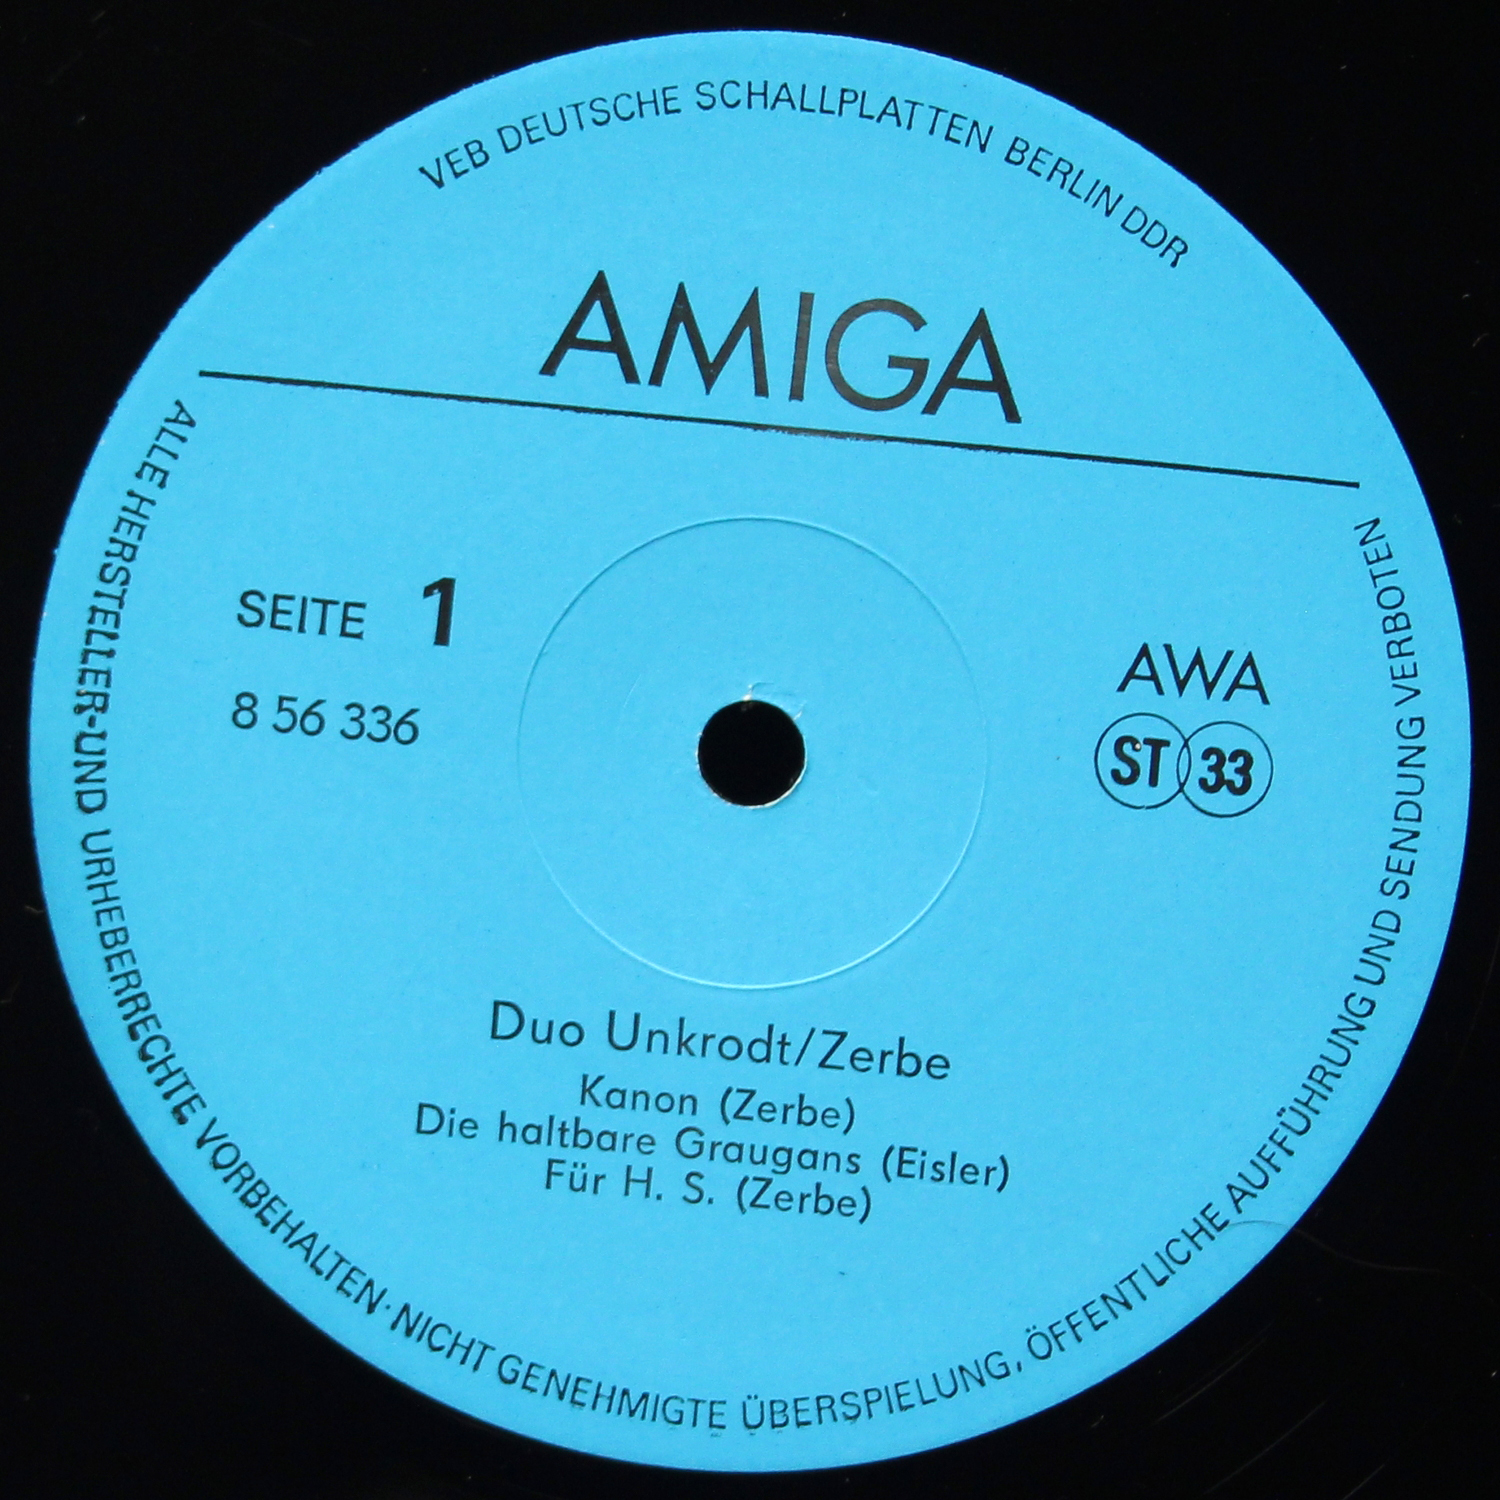 VEB DEUTSCHE SCHALLPLATTEN BERLIN DDR
AMIGA
SEITE 1
8 56 336
AWA
ST 33
Duo Unkrodt/Zerbe
Kanon (Zerbe)
Die haltbare Graugans (Eisler)
Für H. S. (Zerbe)
ALLE HERSTELLER-UND URHEBERRECHTE VORBEHALTEN · NICHT GENEHMIGTE ÜBERSPIELUNG, ÖFFENTLICHE AUFFÜHRUNG UND SENDUNG VERBOTEN